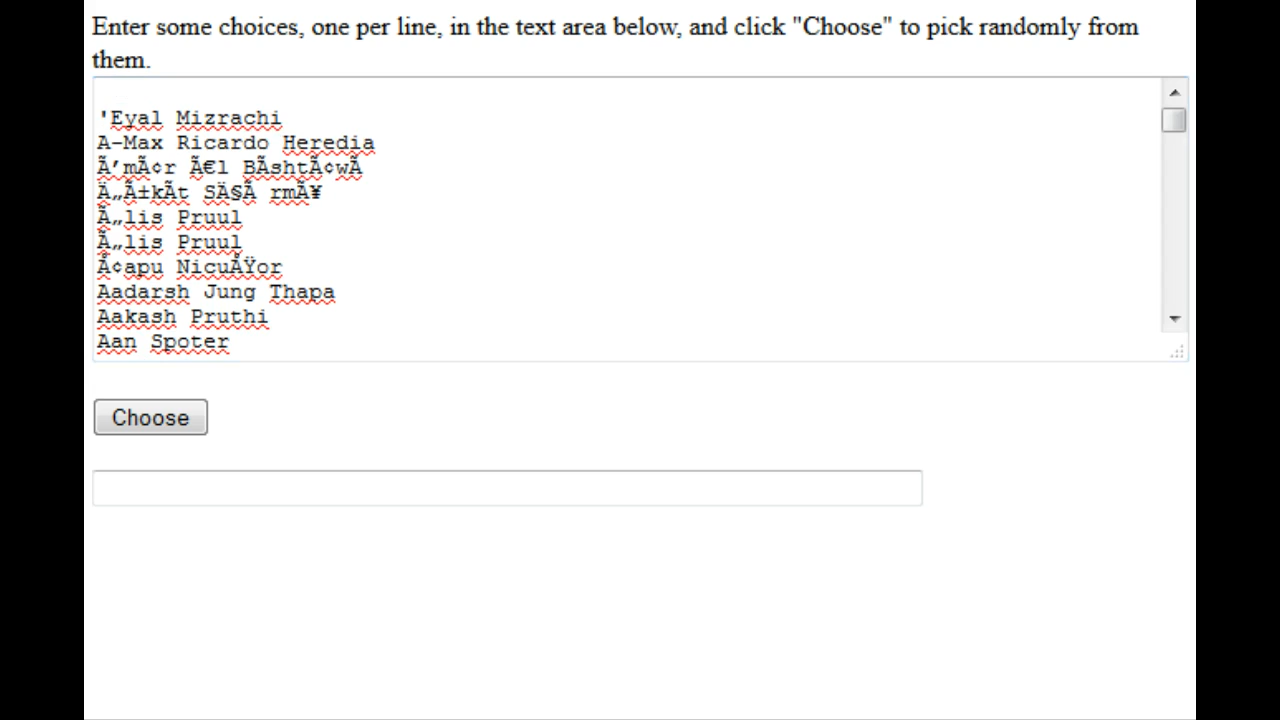 Enter some choices, one per line, in the text area below, and click "Choose" to pick randomly from
them.
'Eyal Mizrachi
A-Max Ricardo Heredia
Ã’mÃ¢r Ã€l BÃshtÃ¢wÃ
Ä„Ã±kÃt SÄ§Ã rmÃ¥
Ã„lis Pruul
Ã„lis Pruul
Ã¢apu NicuÅŸor
Aadarsh Jung Thapa
Aakash Pruthi
Aan Spoter
Choose